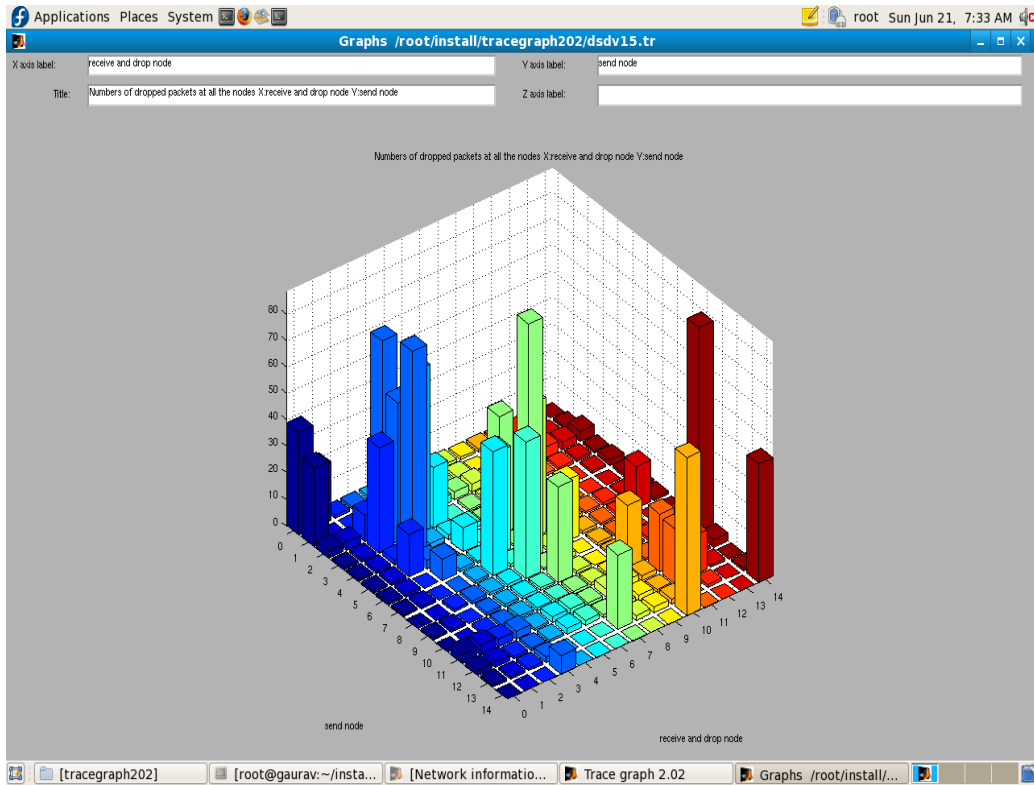 Applications Places System root Sun Jun 21, 7:33 AM
Graphs /root/install/tracegraph202/dsdv15.tr
X axis label: receive and drop node Y axis label: send node
Title: Numbers of dropped packets at all the nodes X:receive and drop node Y:send node Z axis label:
Numbers of dropped packets at all the nodes X:receive and drop node Y:send node
80
70
60
50
40
30
20
10
0
0 1 2 3 4 5 6 7 8 9 10 11 12 13 14
0 1 2 3 4 5 6 7 8 9 10 11 12 13 14
send node
receive and drop node
[tracegraph202] [root@gaurav:~/insta... [Network informatio... Trace graph 2.02 Graphs /root/install/...